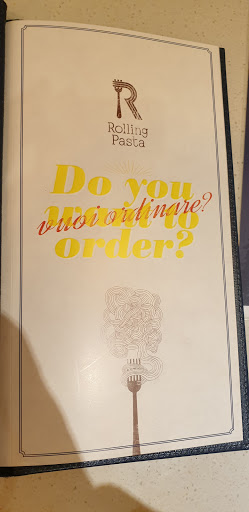 Rolling
Pasta
Do you
want to
vuoi ordinare?
order?